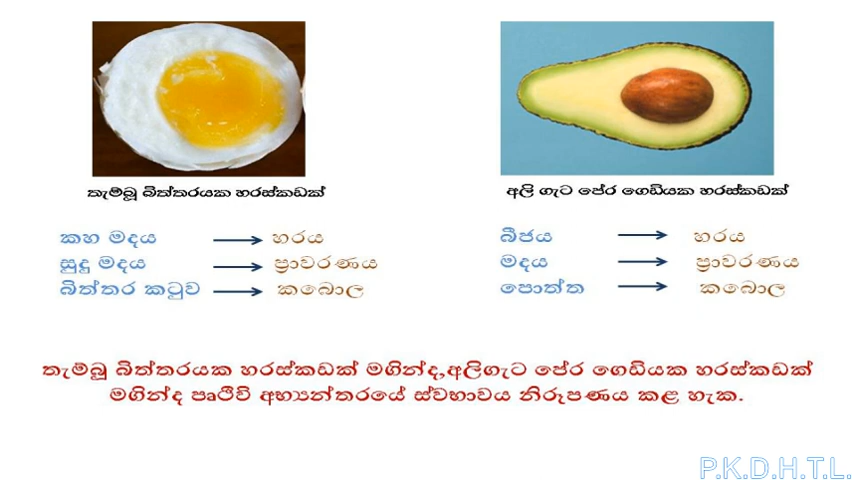 තැම්බූ බිත්තරයක හරස්කඩක්
අලි ගැට පේර ගෙඩියක හරස්කඩක්
කහ මදය → හරය
සුදු මදය → ප්‍රාවරණය
බිත්තර කටුව → කබොල
බීජය → හරය
මදය → ප්‍රාවරණය
පොත්ත → කබොල
තැම්බූ බිත්තරයක හරස්කඩක් මගින්ද,අලිගැට පේර ගෙඩියක හරස්කඩක්
මගින්ද පෘථිවි අභ්‍යන්තරයේ ස්වභාවය නිරූපණය කළ හැක.
P.K.D.H.T.L.